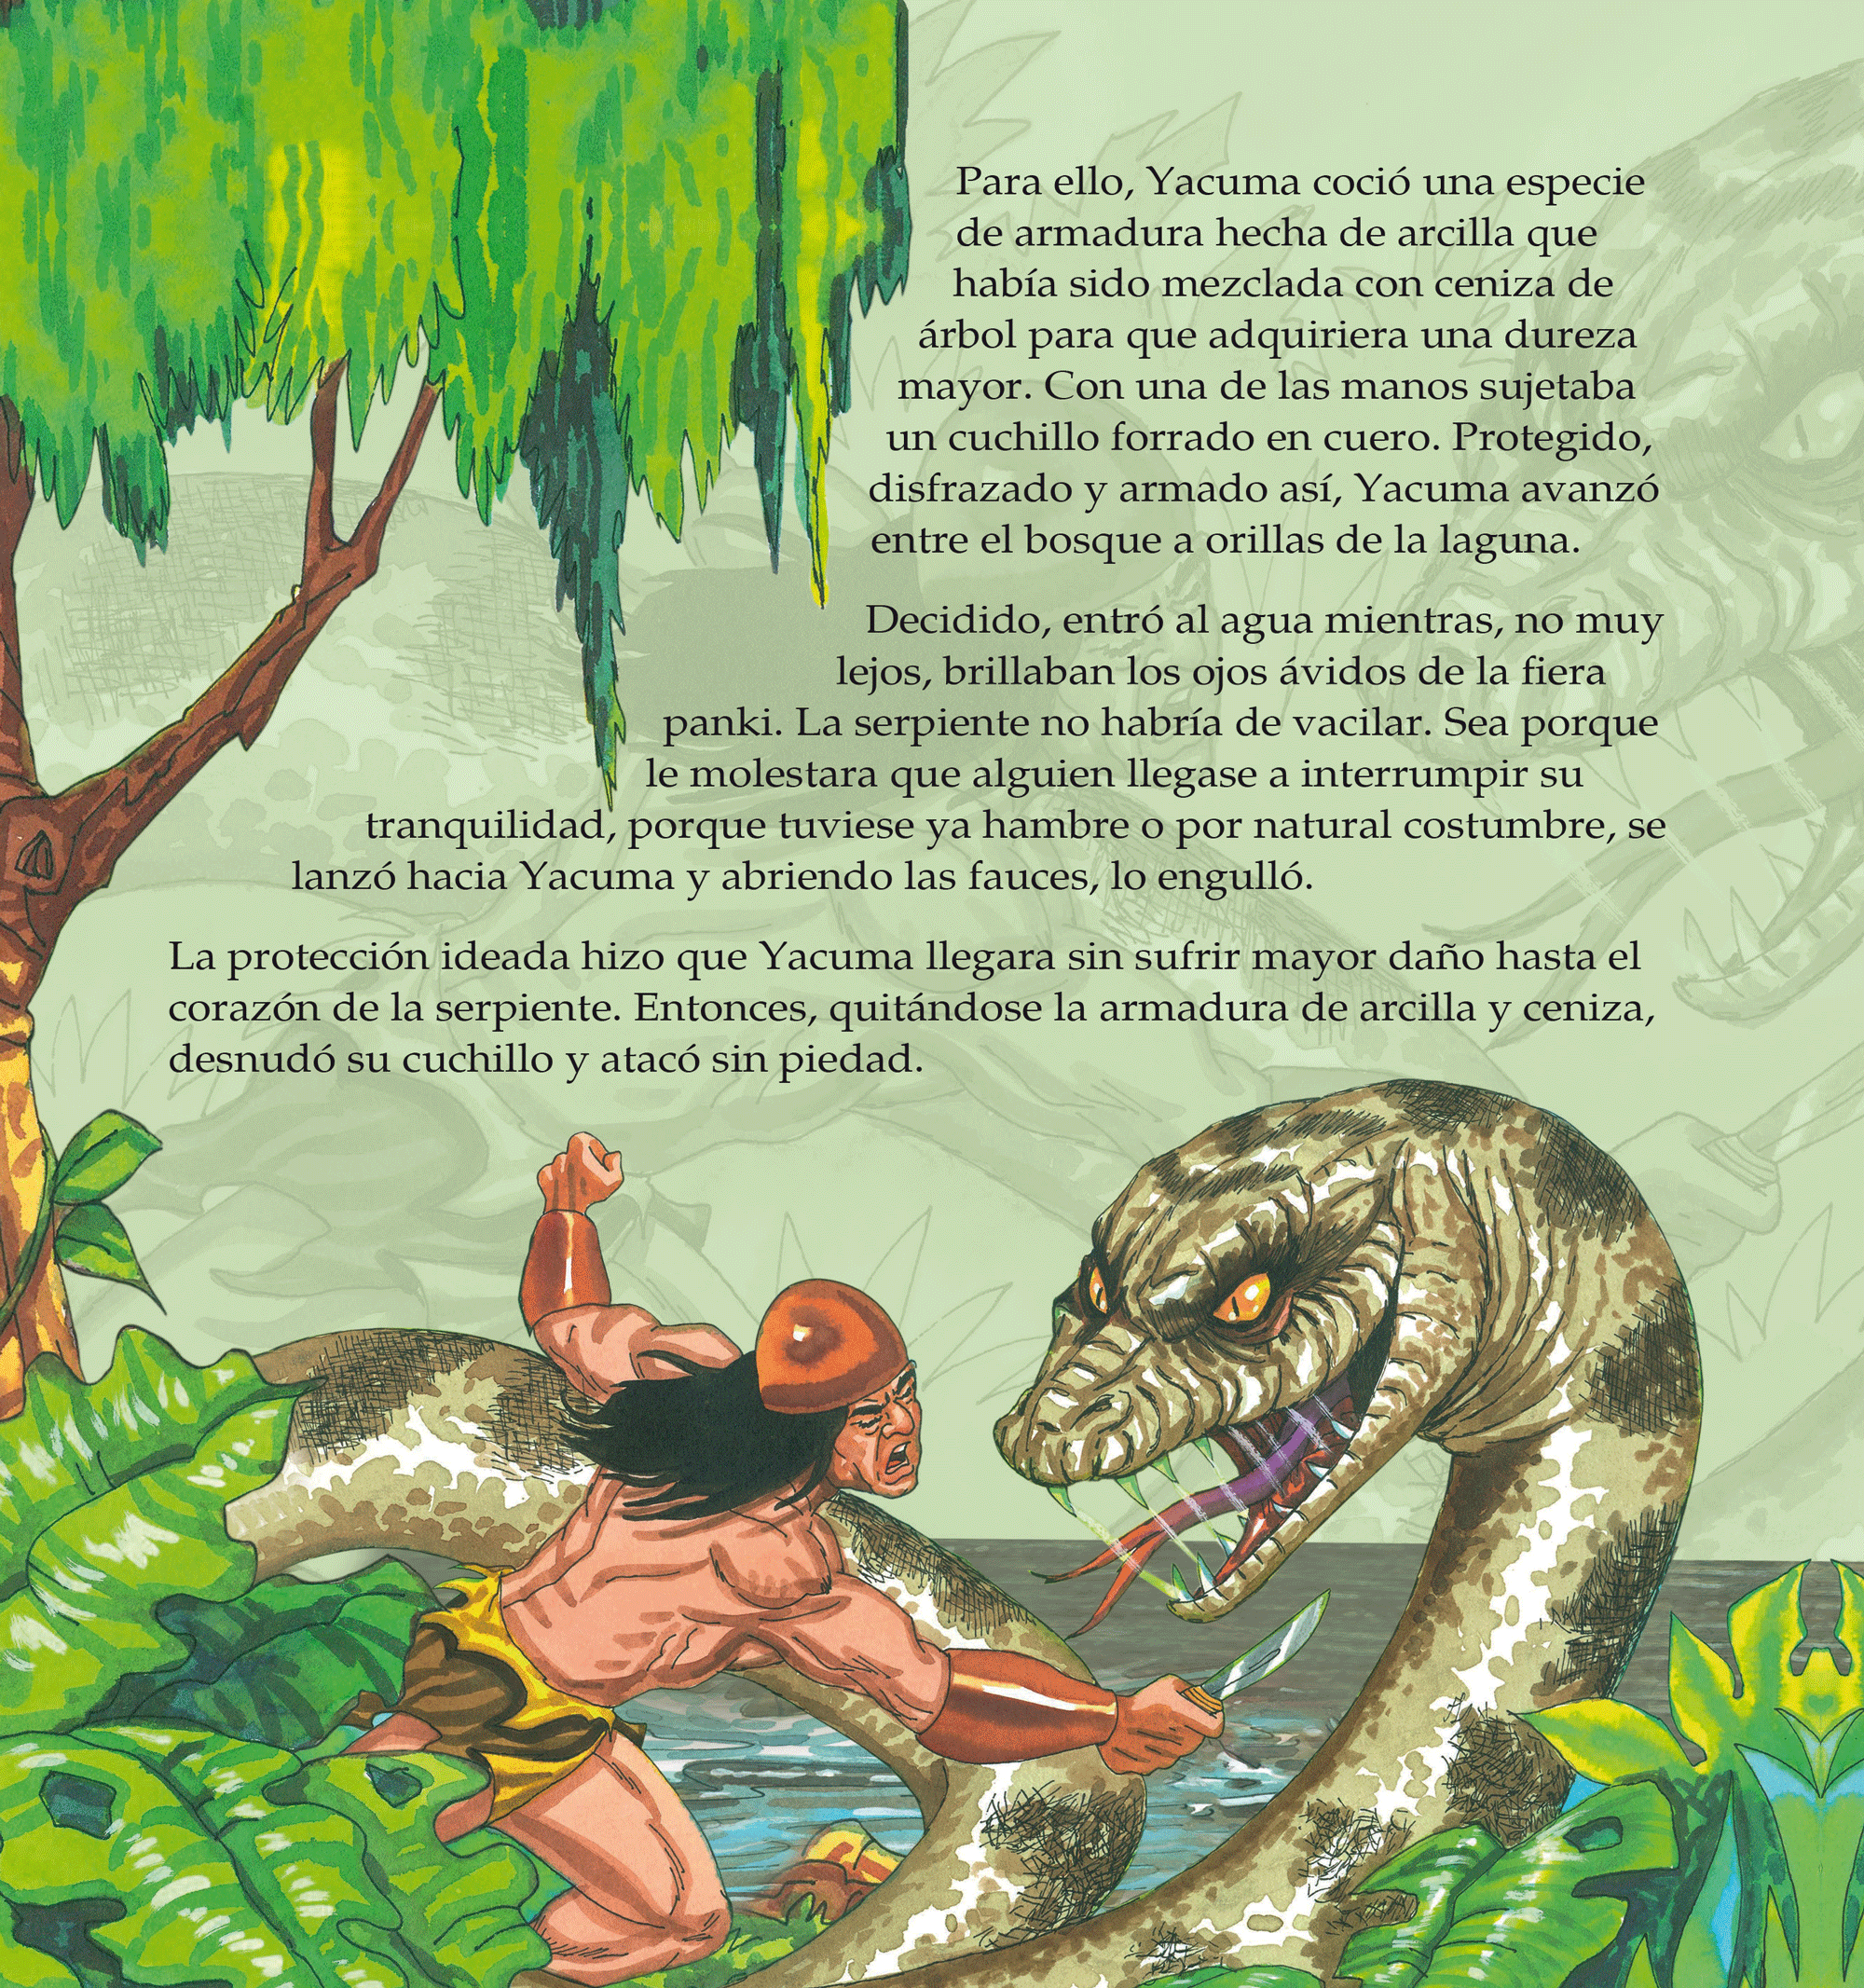 Para ello, Yacuma coció una especie
de armadura hecha de arcilla que
había sido mezclada con ceniza de
árbol para que adquiriera una dureza
mayor. Con una de las manos sujetaba
un cuchillo forrado en cuero. Protegido,
disfrazado y armado así, Yacuma avanzó
entre el bosque a orillas de la laguna.
Decidido, entró al agua mientras, no muy
lejos, brillaban los ojos ávidos de la fiera
panki. La serpiente no habría de vacilar. Sea porque
le molestara que alguien llegase a interrumpir su
tranquilidad, porque tuviese ya hambre o por natural costumbre, se
lanzó hacia Yacuma y abriendo las fauces, lo engulló.
La protección ideada hizo que Yacuma llegara sin sufrir mayor daño hasta el
corazón de la serpiente. Entonces, quitándose la armadura de arcilla y ceniza,
desnudó su cuchillo y atacó sin piedad.